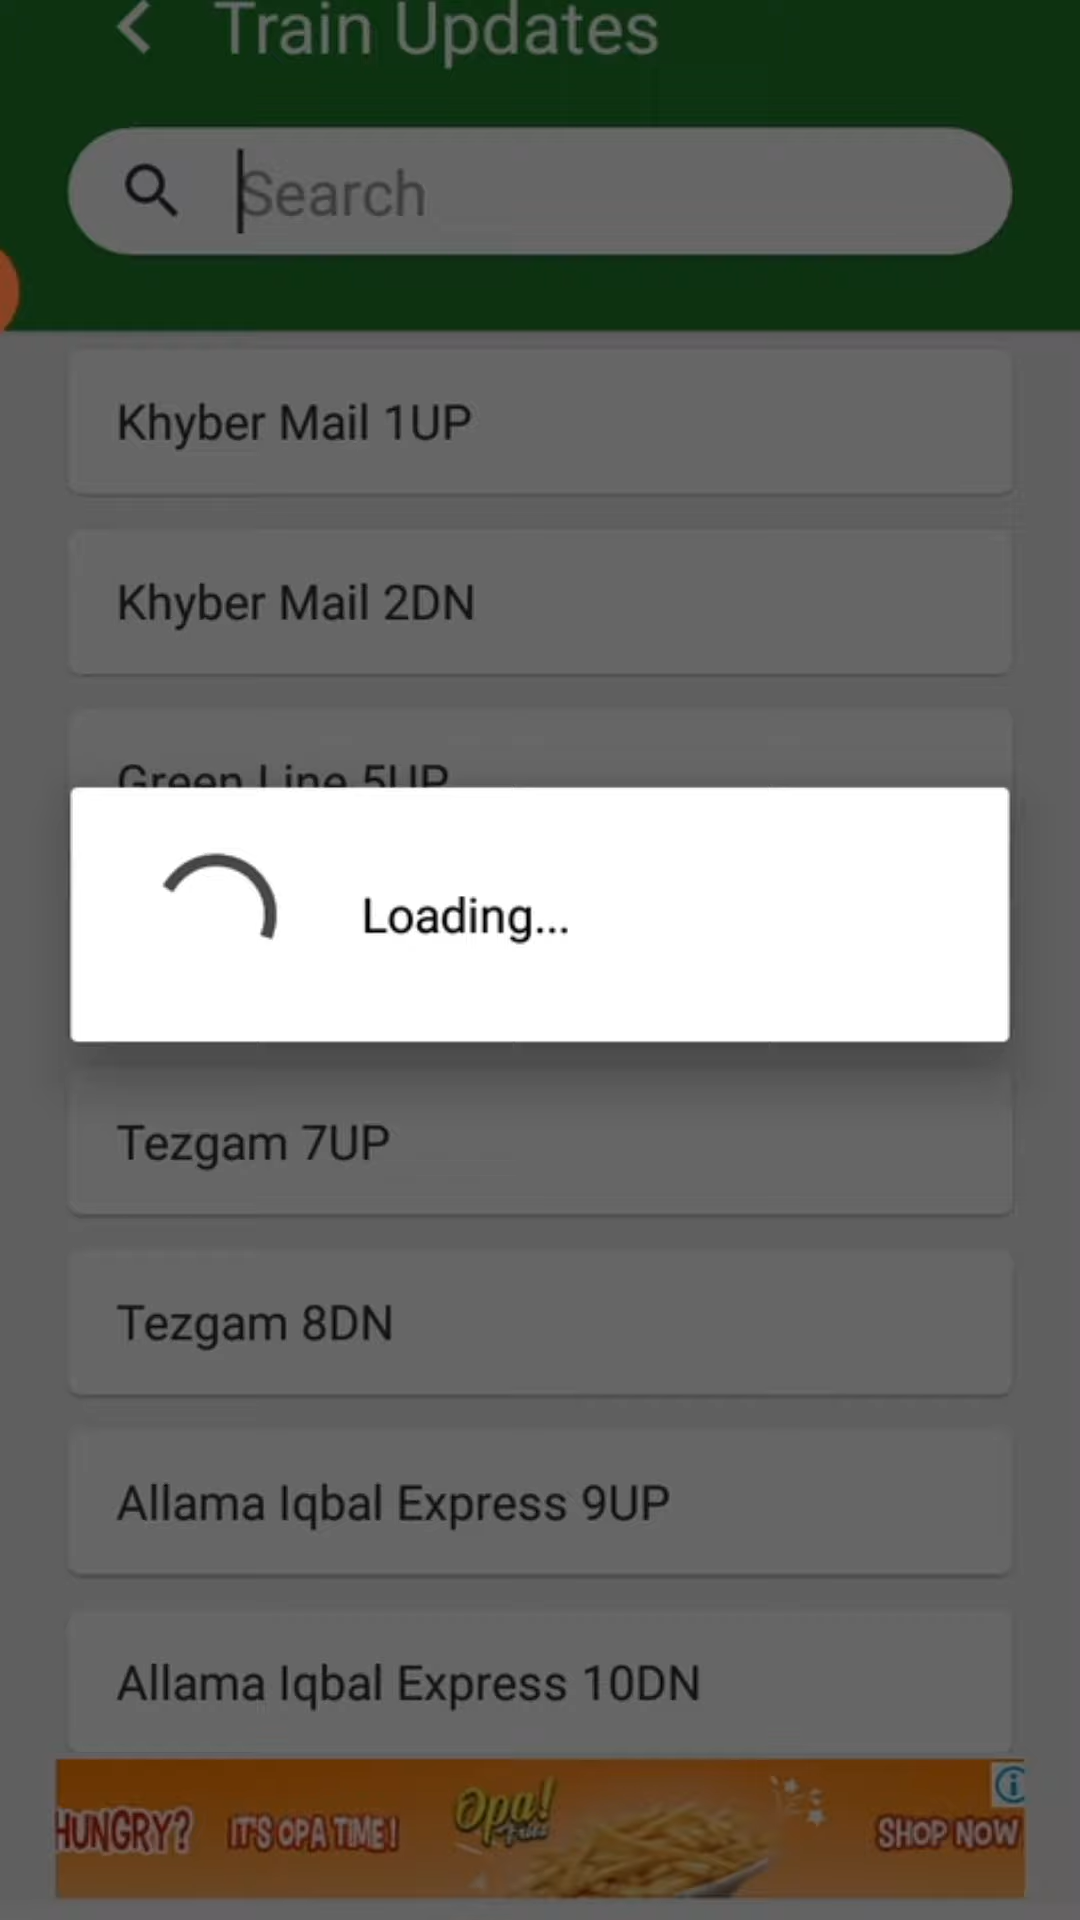 Train Updates
Search
Khyber Mail 1UP
Khyber Mail 2DN
Green Line 5UP
Loading...
Tezgam 7UP
Tezgam 8DN
Allama Iqbal Express 9UP
Allama Iqbal Express 10DN
HUNGRY? IT'S OPA TIME! Opa! Fries SHOP NOW